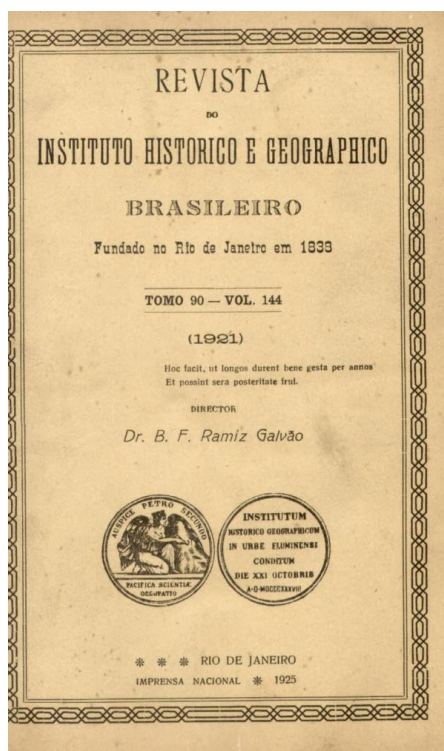 REVISTA
DO
INSTITUTO HISTORICO E GEOGRAPHICO
BRASILEIRO
Fundado no Rio de Janeiro em 1838
TOMO 90 — VOL. 144
(1921)
Hoc facit, ut longos durent bene gesta per annos
Et possint sera posteritate frui.
DIRECTOR
Dr. B. F. Ramiz Galvão
AUSPICE PETRO SECUNDO
PACIFICA SCIENTIÆ
OCCUPATIO
INSTITUTUM
HISTORICO GEOGRAPHICUM
IN URBE FLUMINENSI
CONDITUM
DIE XXI OCTOBRIS
A·D·MDCCCXXXVIII
RIO DE JANEIRO
IMPRENSA NACIONAL 1925